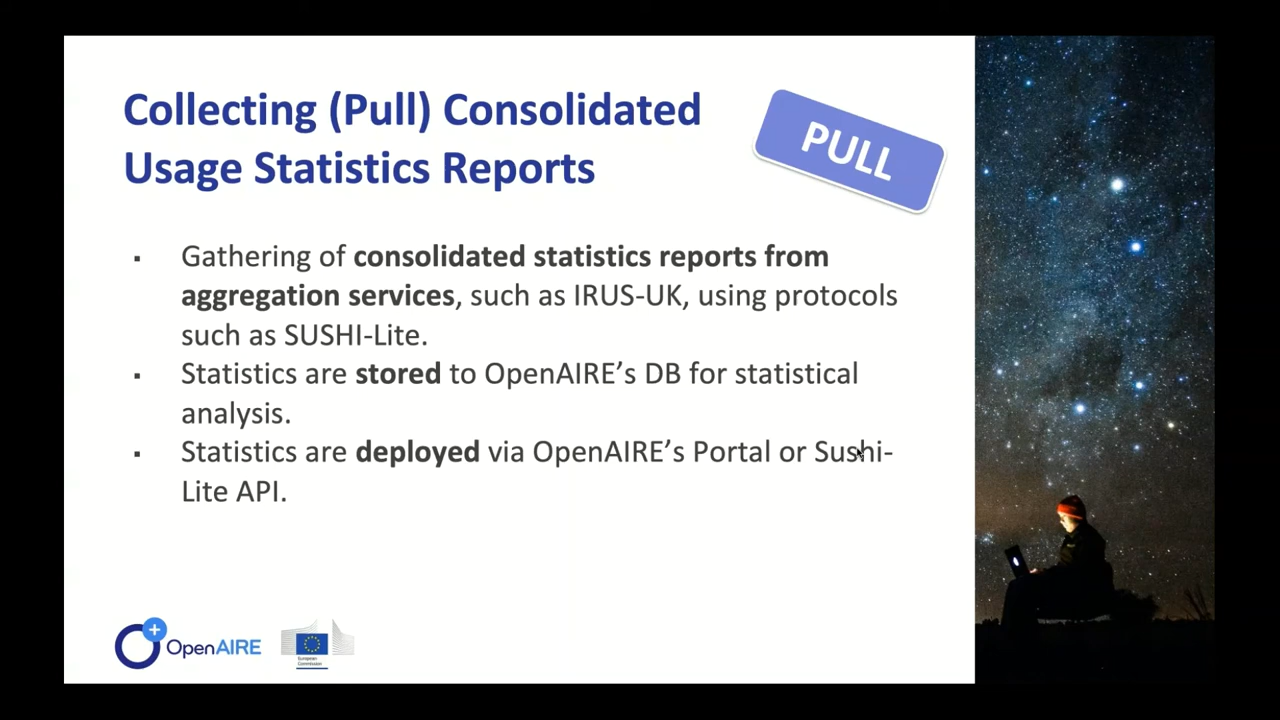 Collecting (Pull) Consolidated
Usage Statistics Reports
PULL
▪ Gathering of consolidated statistics reports from
aggregation services, such as IRUS-UK, using protocols
such as SUSHI-Lite.
▪ Statistics are stored to OpenAIRE’s DB for statistical
analysis.
▪ Statistics are deployed via OpenAIRE’s Portal or Sushi-
Lite API.
OpenAIRE
European
Commission